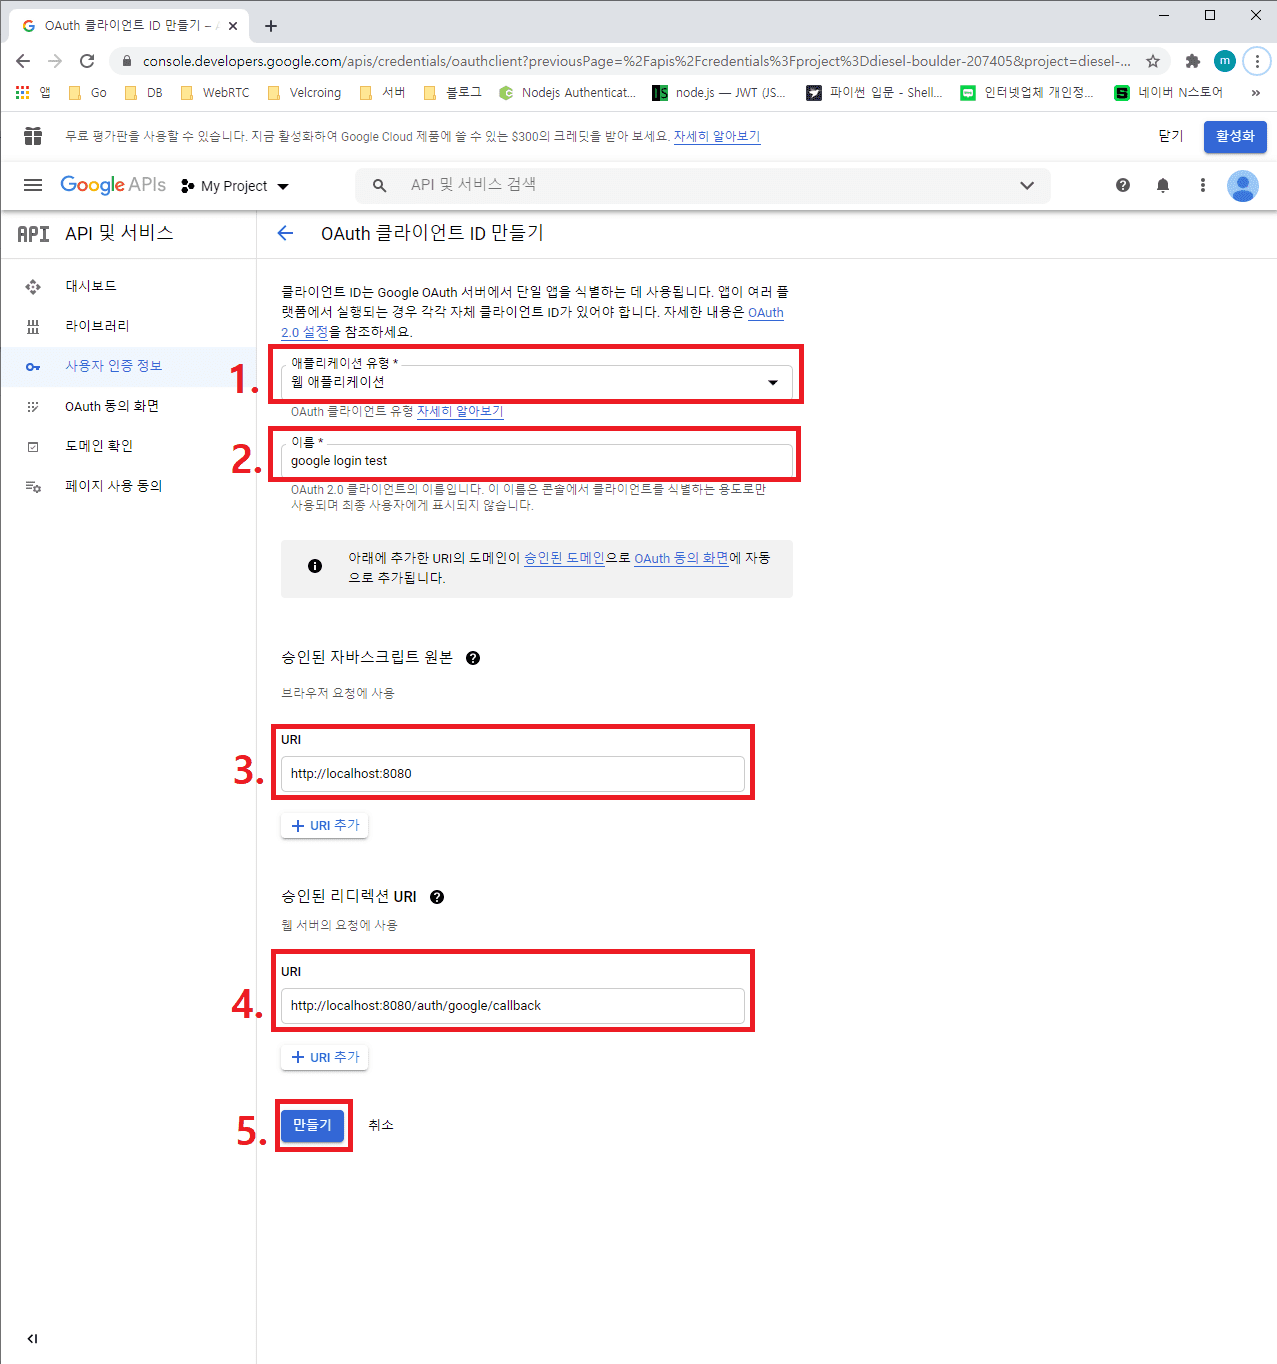 OAuth 클라이언트 ID 만들기 –
console.developers.google.com/apis/credentials/oauthclient?previousPage=%2Fapis%2Fcredentials%3Fproject%3Ddiesel-boulder-207405&project=diesel-...
m
앱 Go DB WebRTC Velcroing 서버 블로그 Nodejs Authenticat... node.js — JWT (JS... 파이썬 입문 - Shell... 인터넷업체 개인정... 네이버 N스토어 »
무료 평가판을 사용할 수 있습니다. 지금 활성화하여 Google Cloud 제품에 쓸 수 있는 $300의 크레딧을 받아 보세요. 자세히 알아보기 닫기 활성화
Google APIs My Project API 및 서비스 검색
API API 및 서비스
OAuth 클라이언트 ID 만들기
대시보드
라이브러리
사용자 인증 정보
OAuth 동의 화면
도메인 확인
페이지 사용 동의
클라이언트 ID는 Google OAuth 서버에서 단일 앱을 식별하는 데 사용됩니다. 앱이 여러 플
랫폼에서 실행되는 경우 각각 자체 클라이언트 ID가 있어야 합니다. 자세한 내용은 OAuth
2.0 설정을 참조하세요.
1.
애플리케이션 유형 *
웹 애플리케이션
OAuth 클라이언트 유형 자세히 알아보기
2.
이름 *
google login test
OAuth 2.0 클라이언트의 이름입니다. 이 이름은 콘솔에서 클라이언트를 식별하는 용도로만
사용되며 최종 사용자에게 표시되지 않습니다.
아래에 추가한 URI의 도메인이 승인된 도메인으로 OAuth 동의 화면에 자동
으로 추가됩니다.
승인된 자바스크립트 원본
브라우저 요청에 사용
3.
URI
http://localhost:8080
+ URI 추가
승인된 리디렉션 URI
웹 서버의 요청에 사용
4.
URI
http://localhost:8080/auth/google/callback
+ URI 추가
5.
만들기 취소